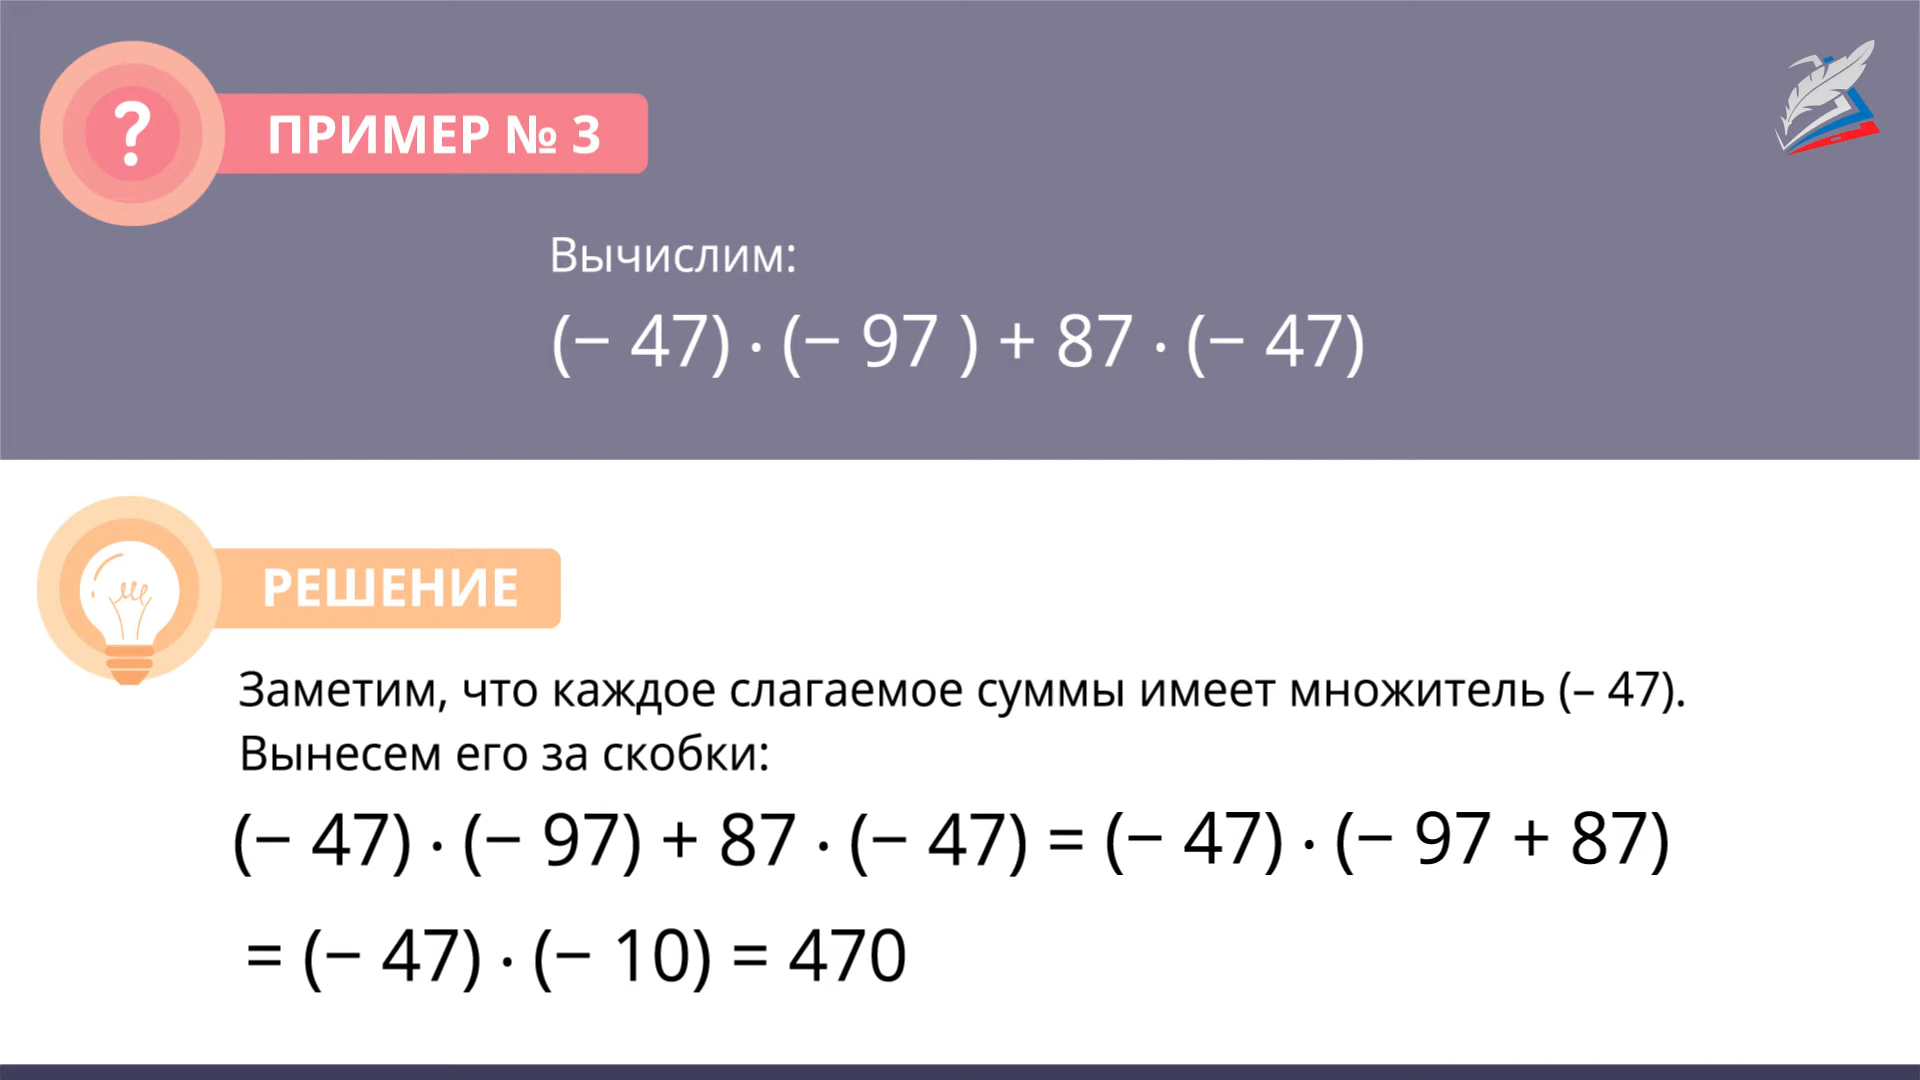 ?
ПРИМЕР № 3
Вычислим:
(− 47) · (− 97 ) + 87 · (− 47)
РЕШЕНИЕ
Заметим, что каждое слагаемое суммы имеет множитель (– 47).
Вынесем его за скобки:
(− 47) · (− 97) + 87 · (− 47) = (− 47) · (− 97 + 87)
= (− 47) · (− 10) = 470